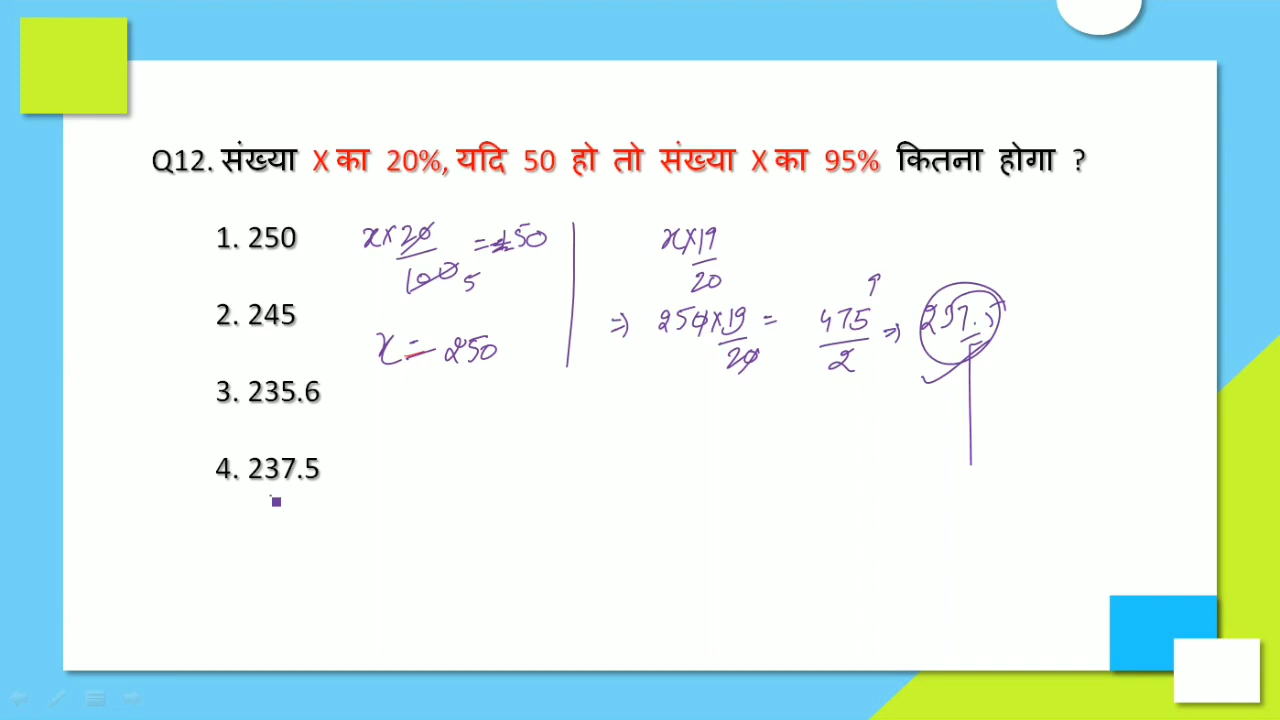 Q12. संख्या X का 20%, यदि 50 हो तो संख्या X का 95% कितना होगा ?
1. 250
2. 245
3. 235.6
4. 237.5
x×20/100 5 = 50
x = 250
x×19/20
⇒ 250×19/20 = 475/2 ⇒ 237.5